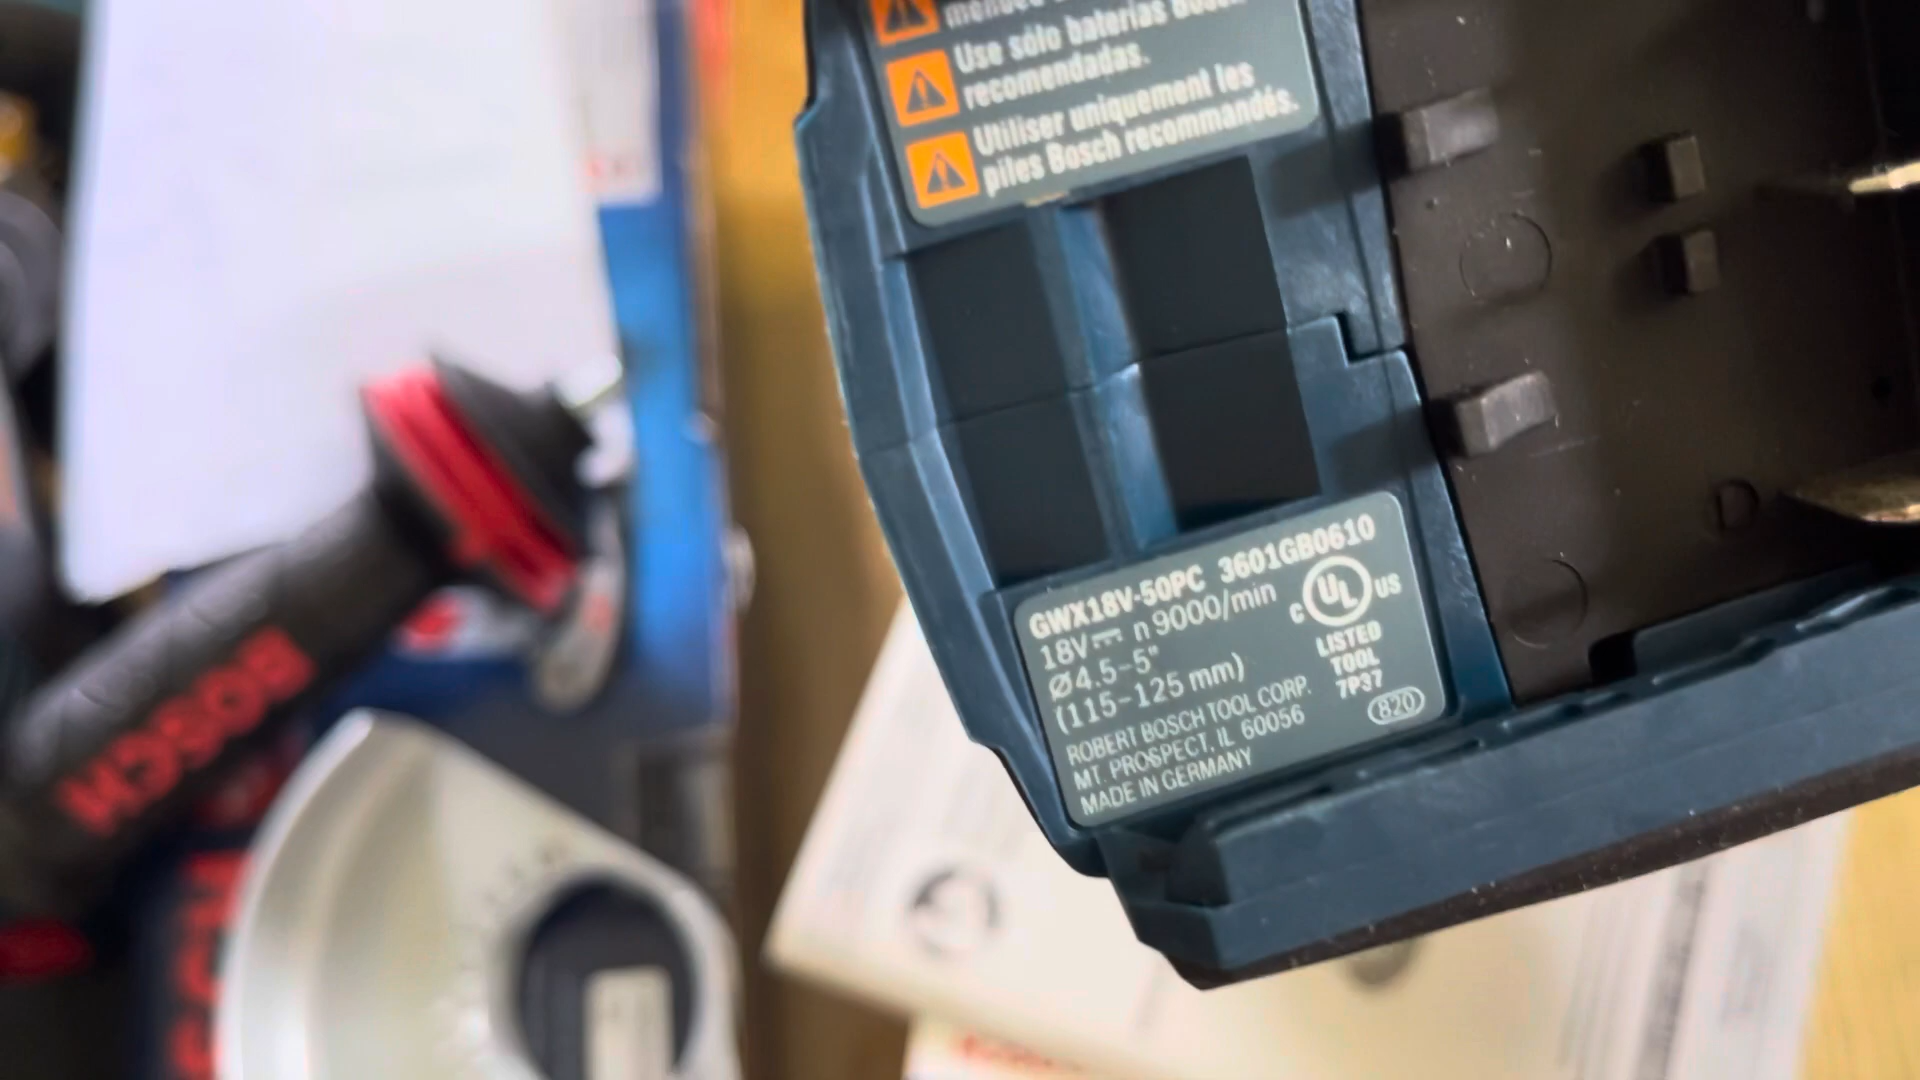 Use sólo baterías Bosch
recomendadas.
Utiliser uniquement les
piles Bosch recommandés.
GWX18V-50PC 3601GB0610
18V⎓ n 9000/min
Ø4.5-5"
(115-125 mm)
ROBERT BOSCH TOOL CORP.
MT. PROSPECT, IL 60056
MADE IN GERMANY
C UL US
LISTED
TOOL
7P37
820
BOSCH